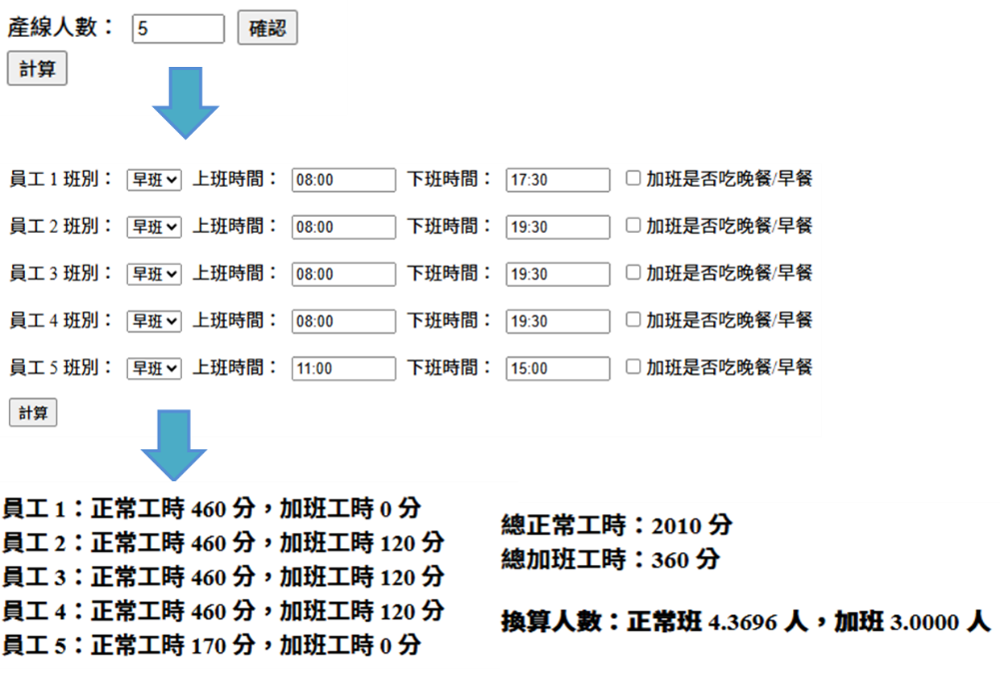 產線人數： 5 確認
計算
員工 1 班別： 早班 上班時間： 08:00 下班時間： 17:30 加班是否吃晚餐/早餐
員工 2 班別： 早班 上班時間： 08:00 下班時間： 19:30 加班是否吃晚餐/早餐
員工 3 班別： 早班 上班時間： 08:00 下班時間： 19:30 加班是否吃晚餐/早餐
員工 4 班別： 早班 上班時間： 08:00 下班時間： 19:30 加班是否吃晚餐/早餐
員工 5 班別： 早班 上班時間： 11:00 下班時間： 15:00 加班是否吃晚餐/早餐
計算
員工 1：正常工時 460 分，加班工時 0 分
員工 2：正常工時 460 分，加班工時 120 分
員工 3：正常工時 460 分，加班工時 120 分
員工 4：正常工時 460 分，加班工時 120 分
員工 5：正常工時 170 分，加班工時 0 分
總正常工時：2010 分
總加班工時：360 分
換算人數：正常班 4.3696 人，加班 3.0000 人